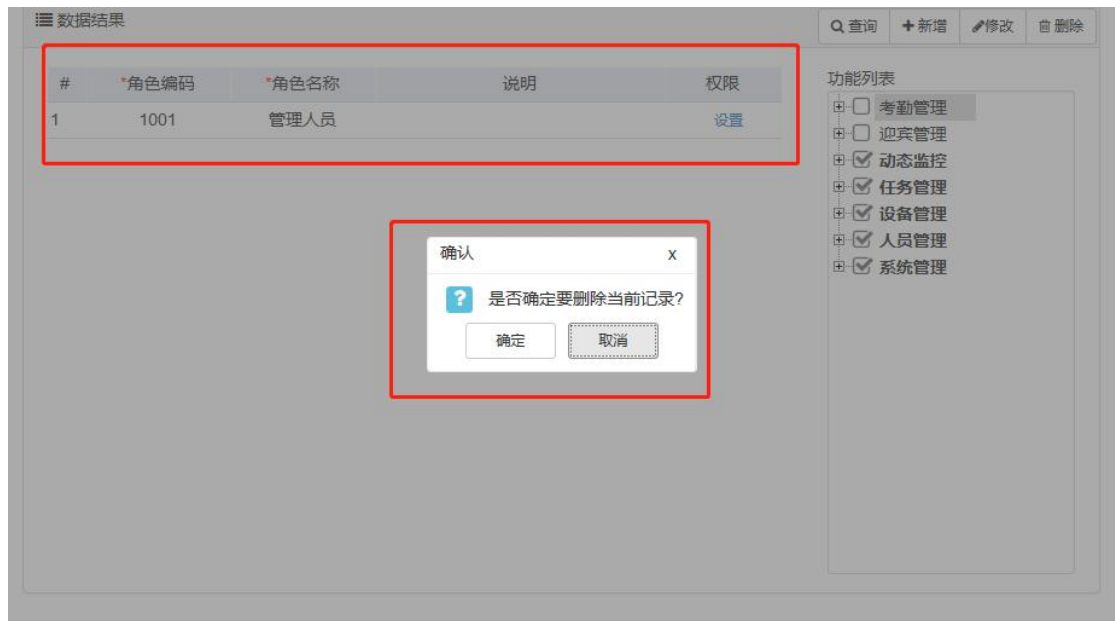 数据结果
查询 新增 修改 删除
# *角色编码 *角色名称 说明 权限
1 1001 管理人员 设置
功能列表
考勤管理
迎宾管理
动态监控
任务管理
设备管理
人员管理
系统管理
确认 x
? 是否确定要删除当前记录?
确定 取消